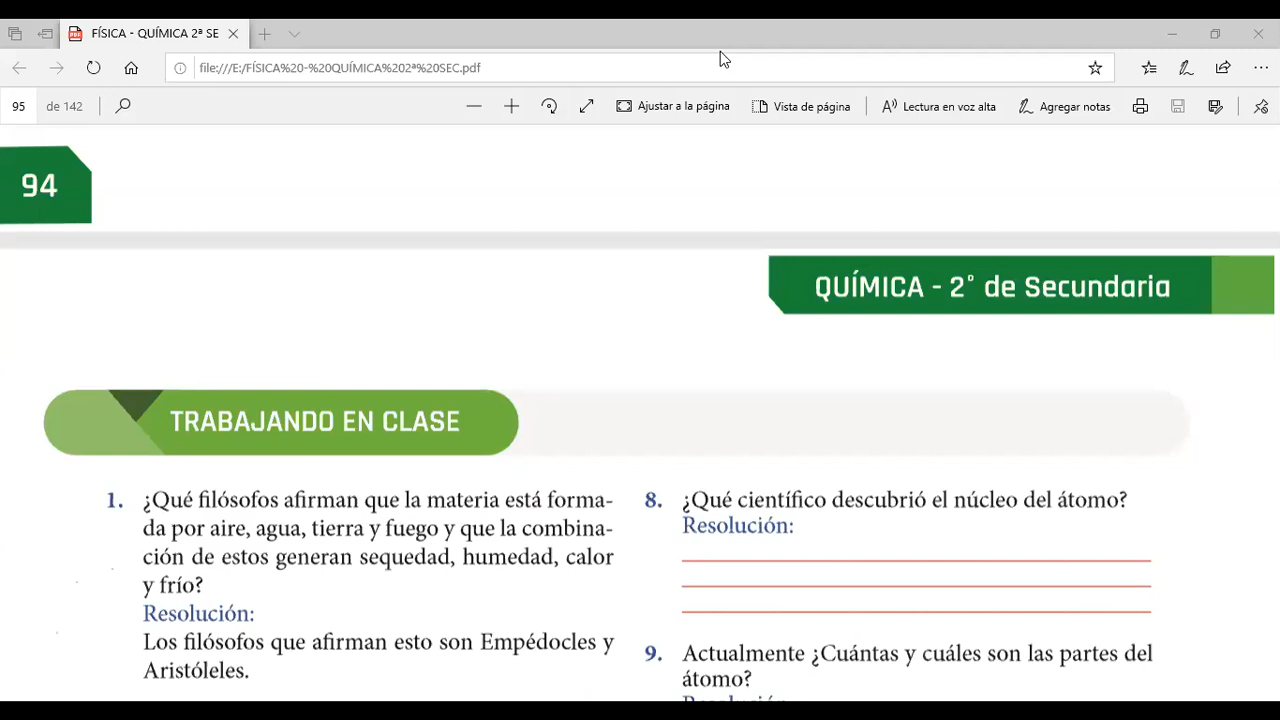 FÍSICA - QUÍMICA 2ª SE
file:///E:/FÍSICA%20-%20QUÍMICA%202ª%20SEC.pdf
95 de 142
Ajustar a la página
Vista de página
Lectura en voz alta
Agregar notas
94
QUÍMICA - 2° de Secundaria
TRABAJANDO EN CLASE
1. ¿Qué filósofos afirman que la materia está forma-
da por aire, agua, tierra y fuego y que la combina-
ción de estos generan sequedad, humedad, calor
y frío?
Resolución:
Los filósofos que afirman esto son Empédocles y
Aristóleles.
8. ¿Qué científico descubrió el núcleo del átomo?
Resolución:
9. Actualmente ¿Cuántas y cuáles son las partes del
átomo?
Resolución: